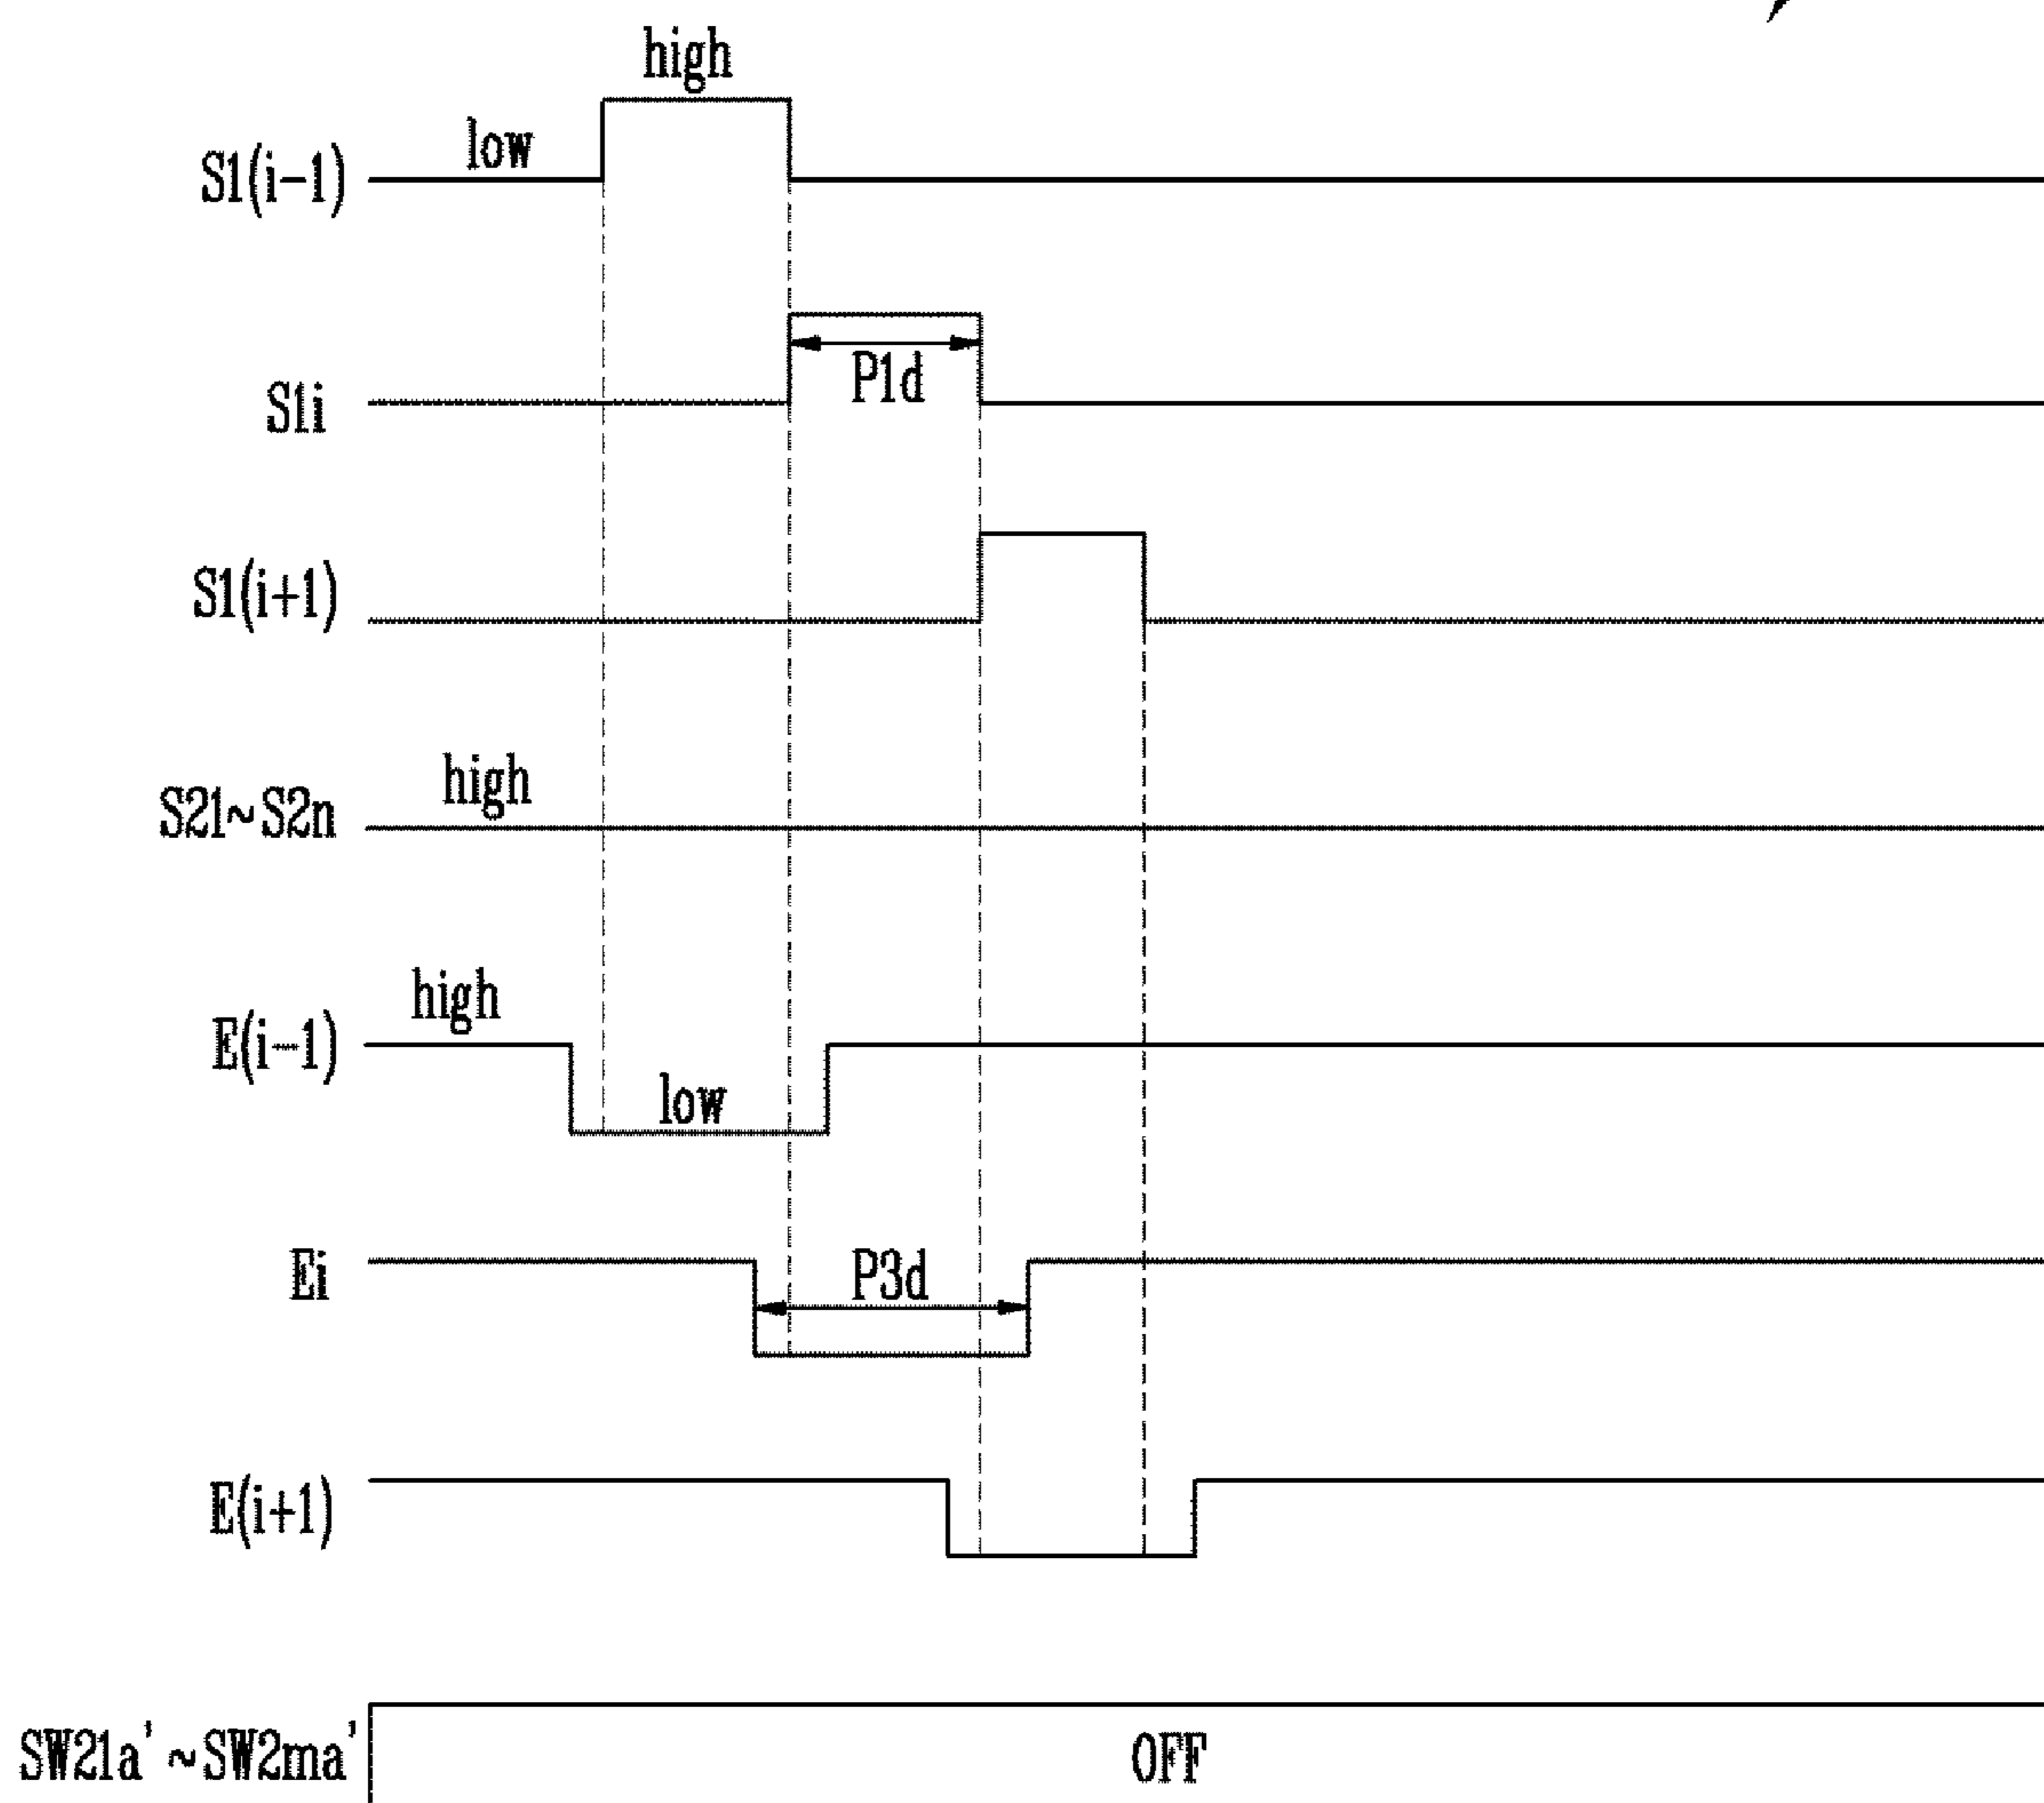 high
low
S1(i-1)
P1d
S1i
S1(i+1)
high
S21~S2n
high
E(i-1)
low
Ei
P3d
E(i+1)
SW21a'~SW2ma'
OFF